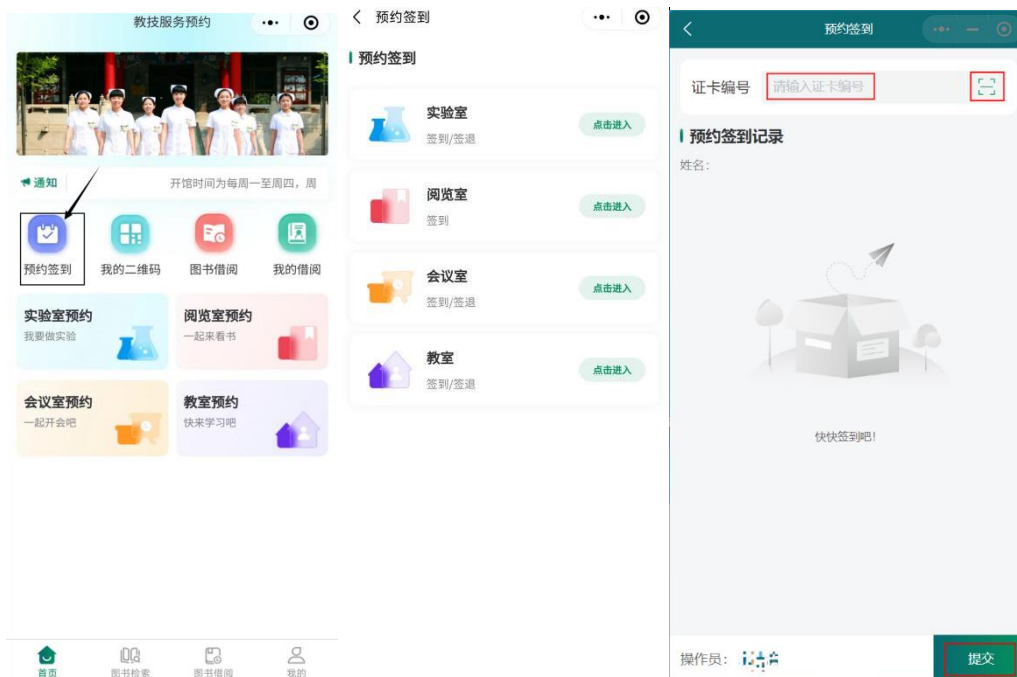 教技服务预约
通知
开馆时间为每周一至周四，周
预约签到
我的二维码
图书借阅
我的借阅
实验室预约
我要做实验
阅览室预约
一起来看书
会议室预约
一起开会吧
教室预约
快来学习吧
首页
图书检索
图书借阅
我的
预约签到
预约签到
实验室
签到/签退
点击进入
阅览室
签到
点击进入
会议室
签到/签退
点击进入
教室
签到/签退
点击进入
预约签到
证卡编号
请输入证卡编号
预约签到记录
姓名：
快快签到吧！
操作员：
提交